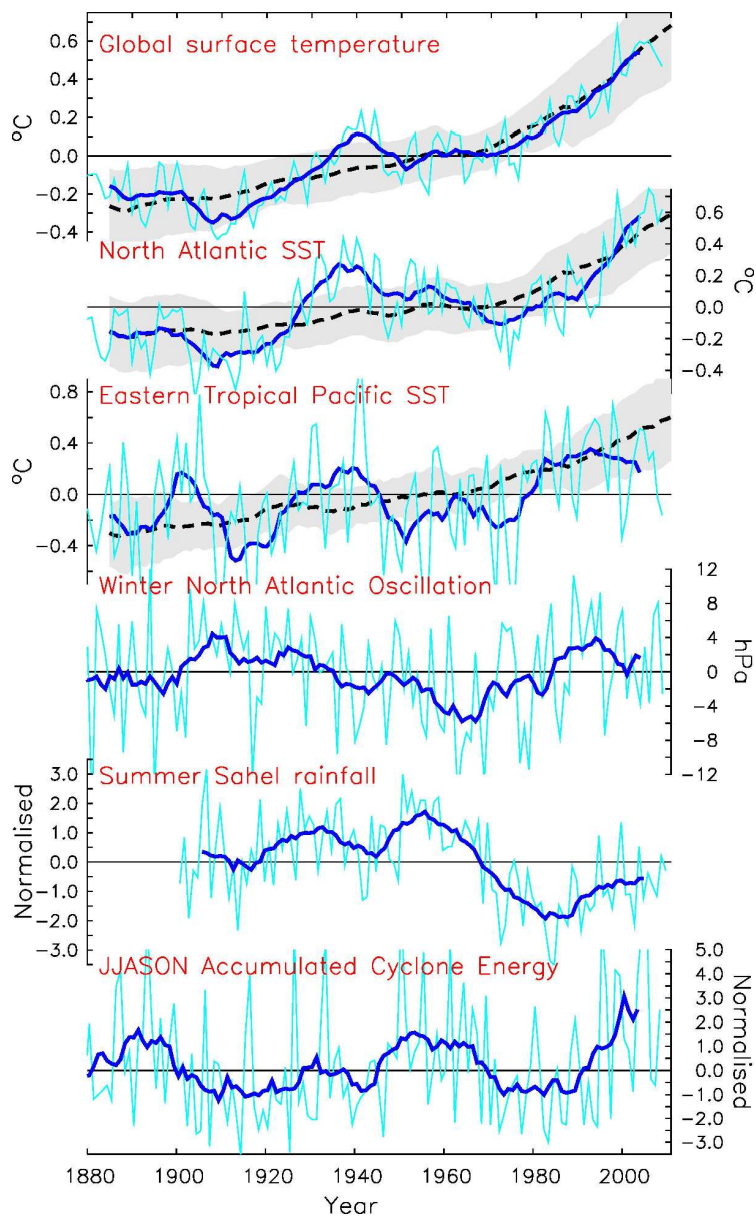 Global surface temperature
0.6
0.4
0.2
0.0
−0.2
−0.4
°C
North Atlantic SST
0.6
0.4
0.2
0.0
−0.2
−0.4
°C
Eastern Tropical Pacific SST
0.8
0.4
0.0
−0.4
°C
Winter North Atlantic Oscillation
12
8
4
0
−4
−8
−12
hPa
Summer Sahel rainfall
3.0
2.0
1.0
0.0
−1.0
−2.0
−3.0
Normalised
JJASON Accumulated Cyclone Energy
5.0
4.0
3.0
2.0
1.0
0.0
−1.0
−2.0
−3.0
Normalised
1880 1900 1920 1940 1960 1980 2000
Year